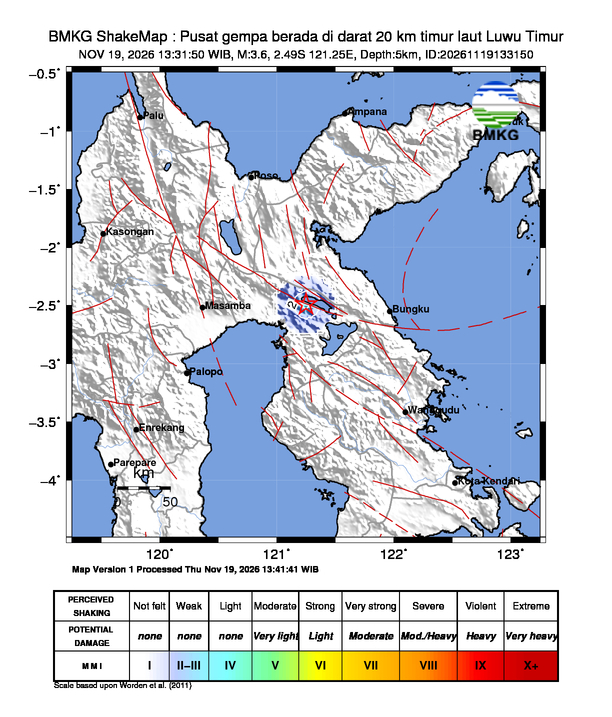 BMKG ShakeMap : Pusat gempa berada di darat 20 km timur laut Luwu Timur
NOV 19, 2026 13:31:50 WIB, M:3.6, 2.49S 121.25E, Depth:5km, ID:20261119133150
−0.5°
−1°
−1.5°
−2°
−2.5°
−3°
−3.5°
−4°
Palu
Ampana
BMKG
Poso
Kasongan
Masamba
Bungku
Palopo
Wanggudu
Enrekang
Parepare
Kota Kendari
km
0 50
120° 121° 122° 123°
Map Version 1 Processed Thu Nov 19, 2026 13:41:41 WIB
PERCEIVED SHAKING Not felt Weak Light Moderate Strong Very strong Severe Violent Extreme
POTENTIAL DAMAGE none none none Very light Light Moderate Mod./Heavy Heavy Very heavy
MMI I II–III IV V VI VII VIII IX X+
Scale based upon Worden et al. (2011)